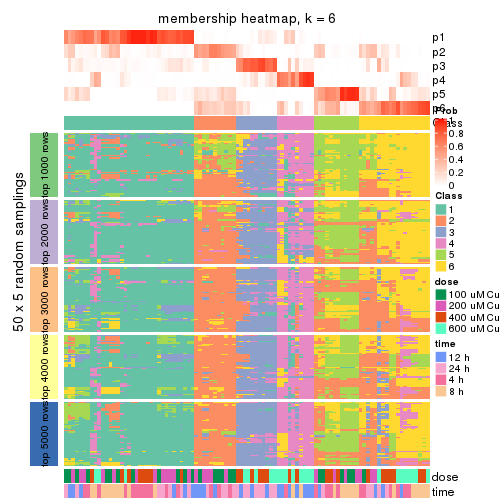 membership heatmap, k = 6
p1
p2
p3
p4
p5
p6
Class
Prob
1
0.8
0.6
0.4
0.2
0
Class
1
2
3
4
5
6
dose
100 uM Cu
200 uM Cu
400 uM Cu
600 uM Cu
time
12 h
24 h
4 h
8 h
50 x 5 random samplings
top 1000 rows
top 2000 rows
top 3000 rows
top 4000 rows
top 5000 rows
dose
time